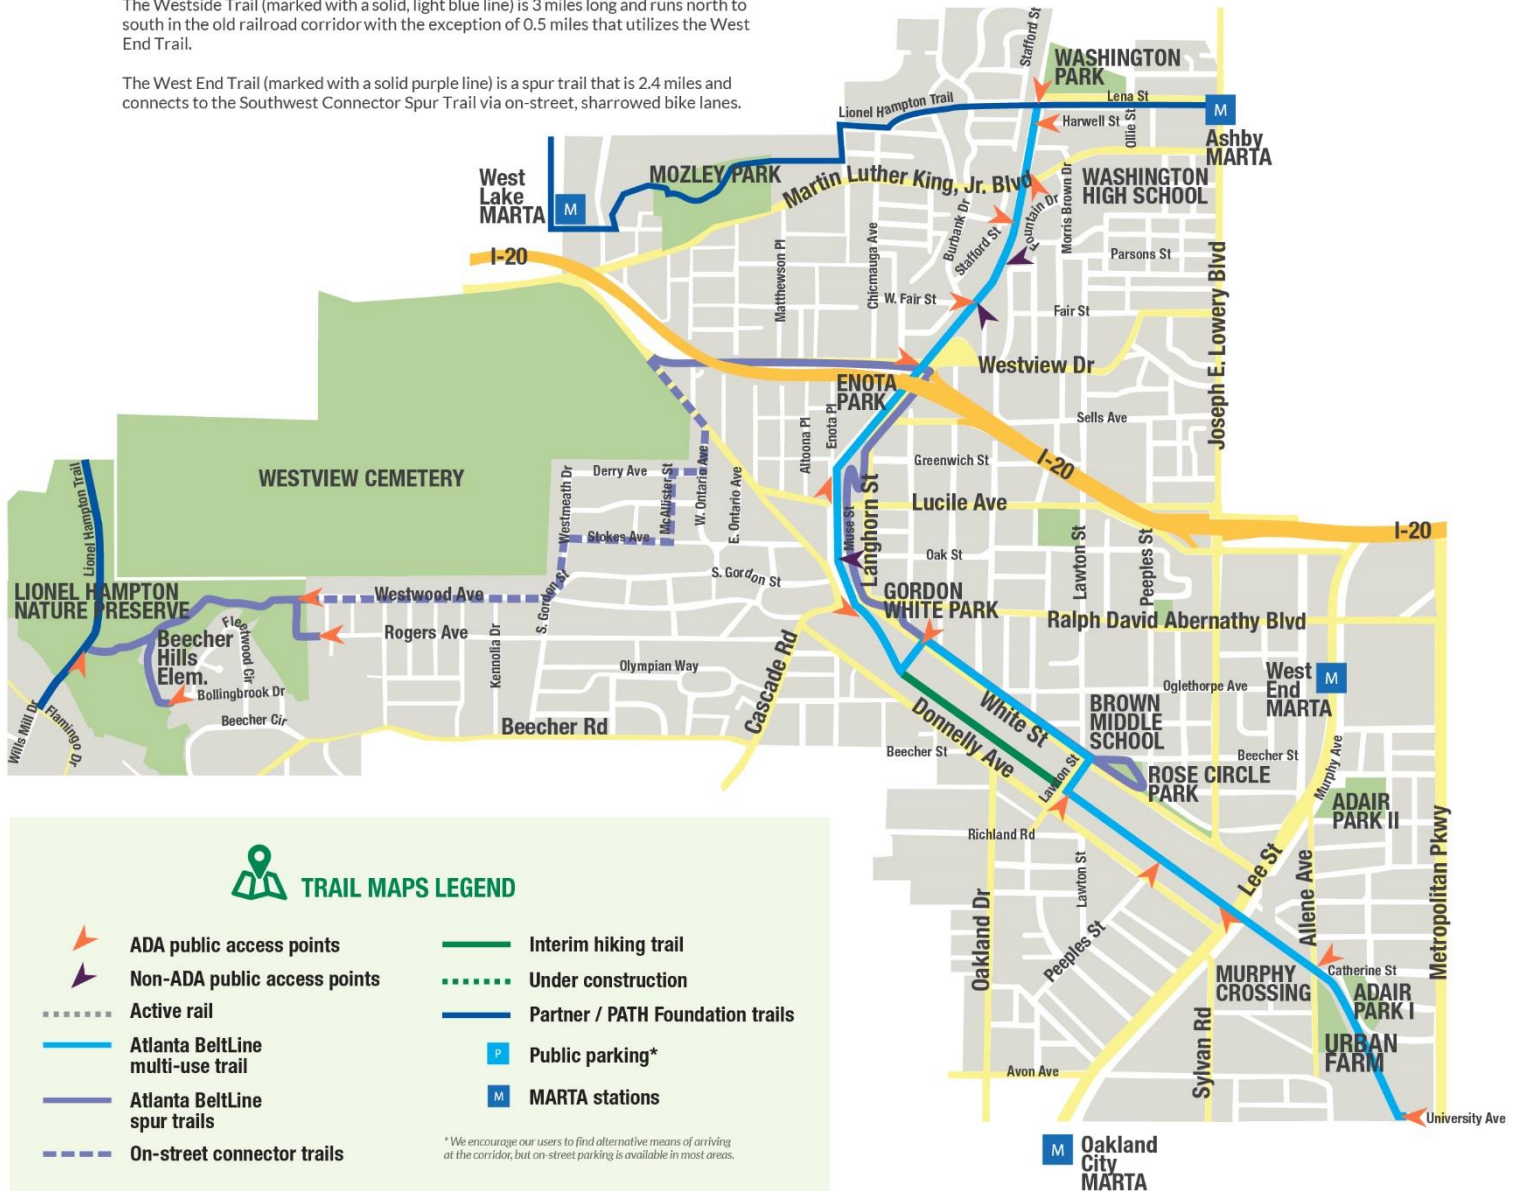 The Westside Trail (marked with a solid, light blue line) is 3 miles long and runs north to
south in the old railroad corridor with the exception of 0.5 miles that utilizes the West
End Trail.
The West End Trail (marked with a solid purple line) is a spur trail that is 2.4 miles and
connects to the Southwest Connector Spur Trail via on-street, sharrowed bike lanes.
Stafford St
WASHINGTON
PARK
Lena St
Lionel Hampton Trail
Harwell St
Ollie St
M
Ashby
MARTA
West
Lake
MARTA
M
MOZLEY PARK
Martin Luther King, Jr. Blvd
WASHINGTON
HIGH SCHOOL
Burbank Dr
Stafford St
Fountain Dr
Morris Brown Dr
Parsons St
I-20
Matthewson Pl
Chicmauga Ave
W. Fair St
Fair St
Joseph E. Lowery Blvd
Westview Dr
ENOTA
PARK
Altoona Pl
Enota Pl
Sells Ave
WESTVIEW CEMETERY
Derry Ave
Westmeath Dr
McAllister St
W. Ontario Ave
E. Ontario Ave
Greenwich St
I-20
Lucile Ave
Stokes Ave
Muse St
Langhorn St
Oak St
Lawton St
Peeples St
I-20
Lionel Hampton Trail
LIONEL HAMPTON
NATURE PRESERVE
Westwood Ave
S. Gordon St
S. Gordon St
GORDON
WHITE PARK
Ralph David Abernathy Blvd
Beecher
Hills
Elem.
Fleetwood Cir
Rogers Ave
Kennolia Dr
Olympian Way
Cascade Rd
Bollingbrook Dr
Beecher Cir
Beecher Rd
Wills Mill Dr
Flamingo Dr
Oglethorpe Ave
West
End
MARTA
M
White St
Donnelly Ave
BROWN
MIDDLE
SCHOOL
Beecher St
Beecher St
Lawton St
ROSE CIRCLE
PARK
Murphy Ave
ADAIR
PARK II
Metropolitan Pkwy
Richland Rd
Lawton St
Lee St
Allene Ave
Oakland Dr
Peeples St
MURPHY
CROSSING
Catherine St
ADAIR
PARK I
URBAN
FARM
Sylvan Rd
Avon Ave
University Ave
M
Oakland
City
MARTA
TRAIL MAPS LEGEND
ADA public access points
Non-ADA public access points
Active rail
Atlanta BeltLine
multi-use trail
Atlanta BeltLine
spur trails
On-street connector trails
Interim hiking trail
Under construction
Partner / PATH Foundation trails
P
Public parking*
M
MARTA stations
* We encourage our users to find alternative means of arriving
at the corridor, but on-street parking is available in most areas.